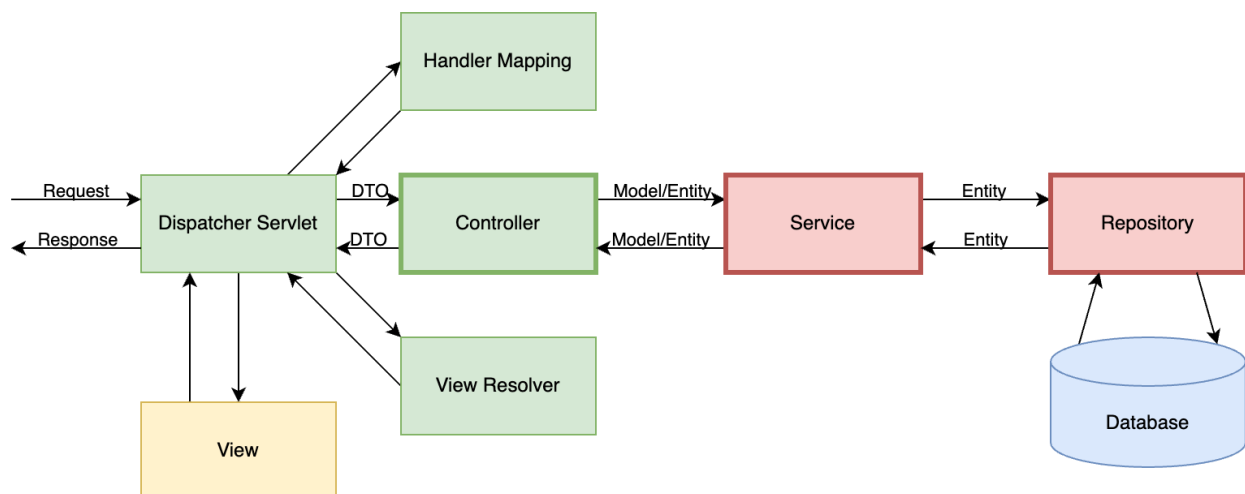 Handler Mapping
Request
DTO
Model/Entity
Entity
Dispatcher Servlet
Controller
Service
Repository
Response
DTO
Model/Entity
Entity
View Resolver
Database
View